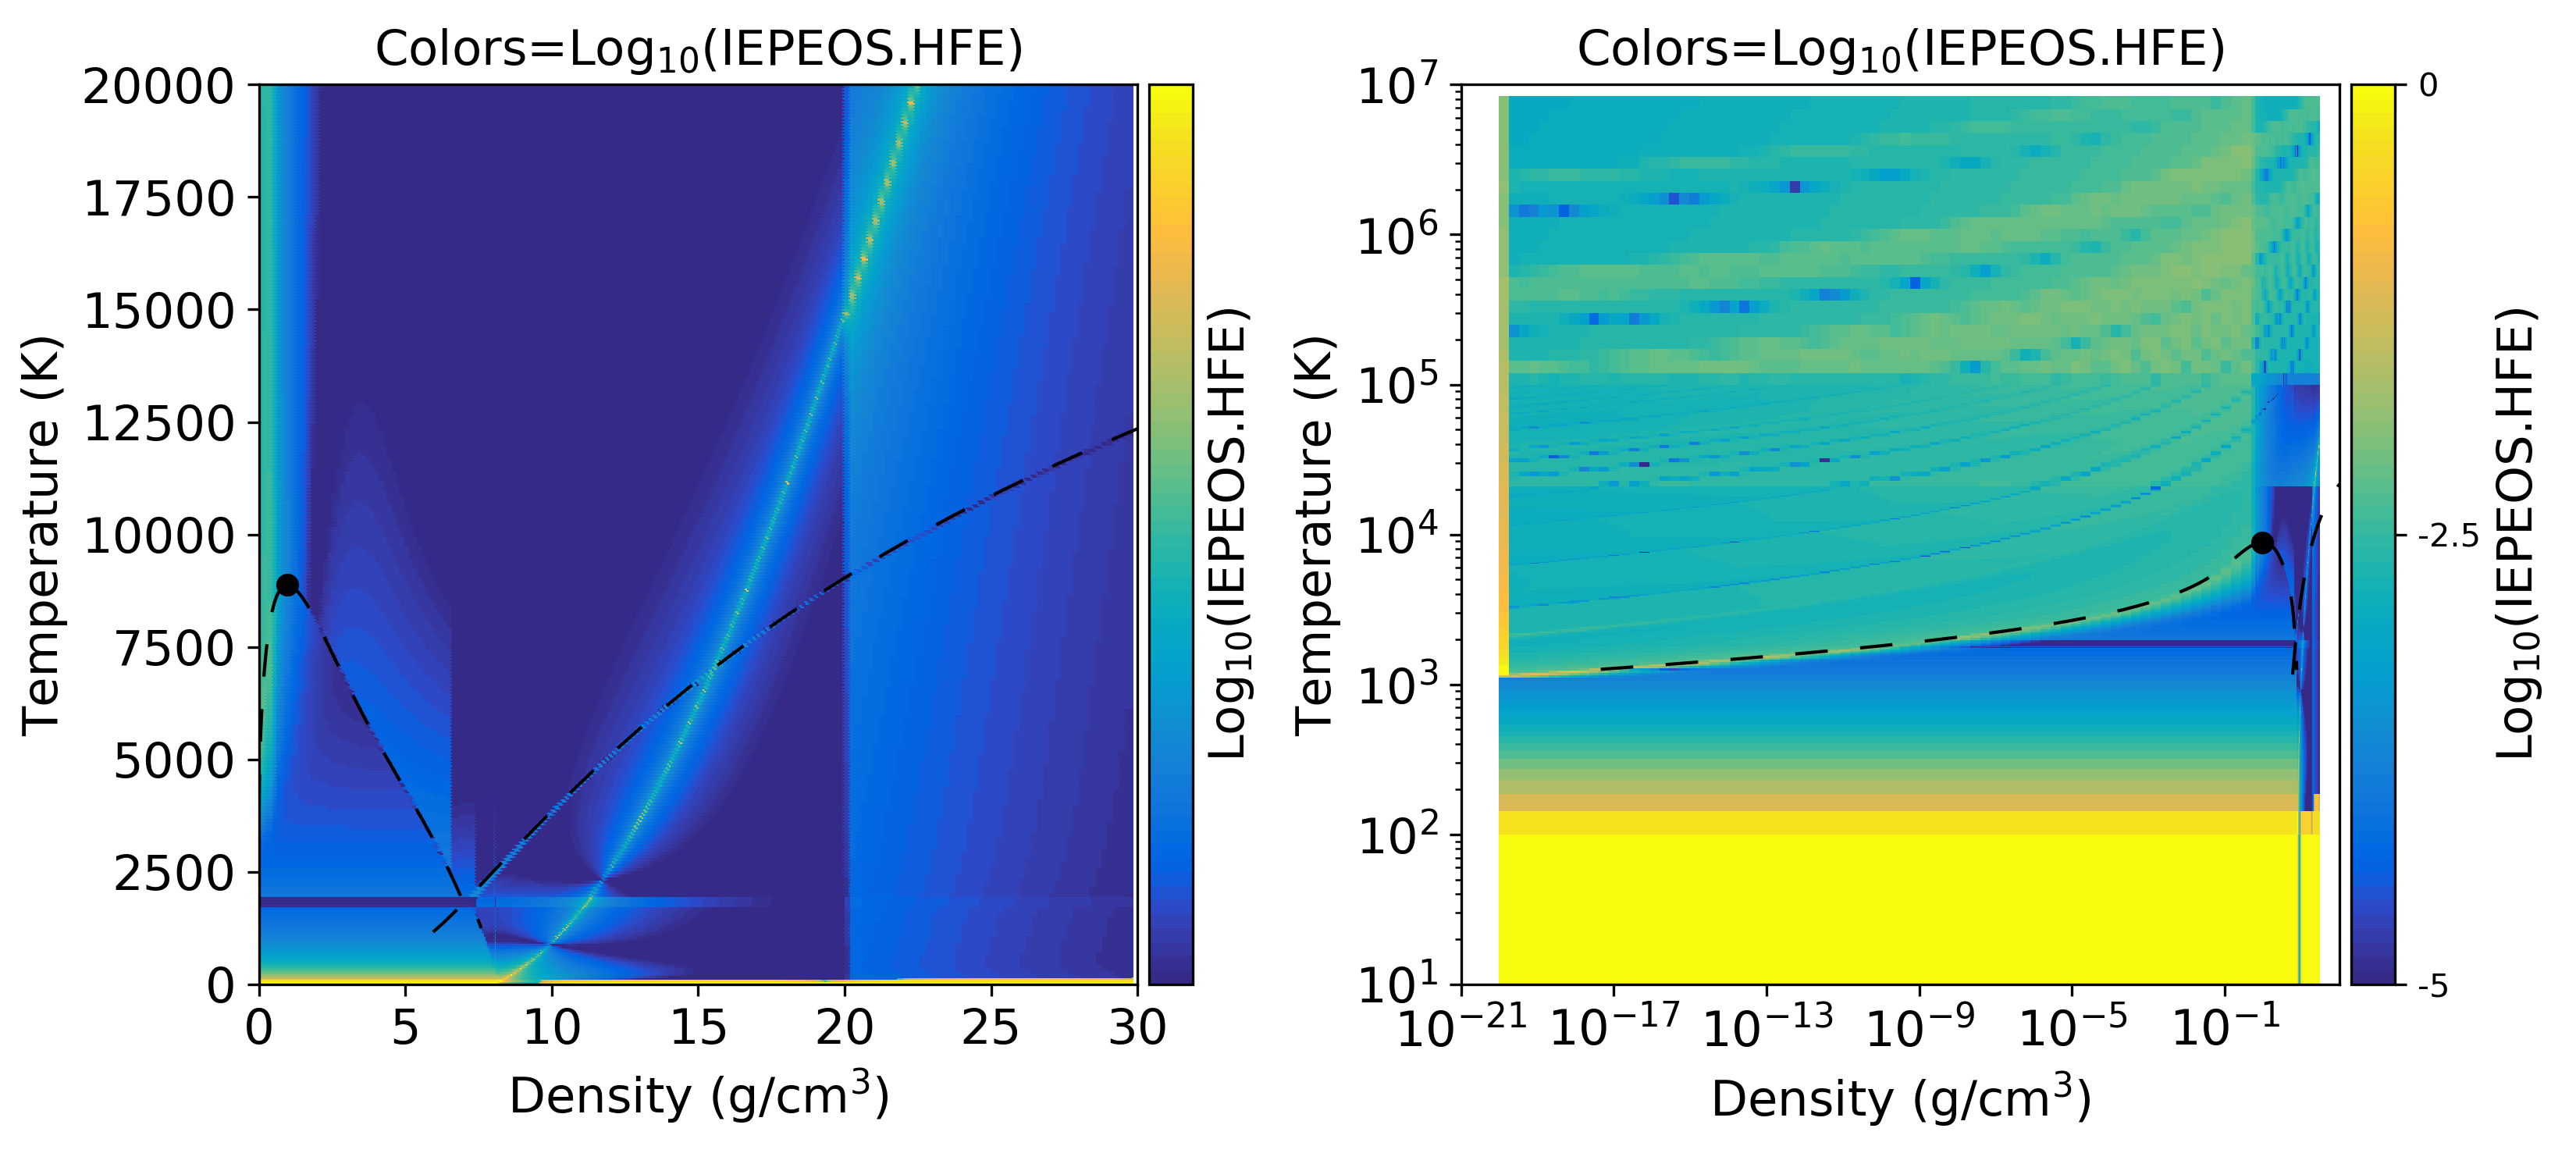 Colors=Log₁₀(IEPEOS.HFE)
20000
17500
15000
12500
10000
7500
5000
2500
0
Temperature (K)
0 5 10 15 20 25 30
Density (g/cm³)
Log₁₀(IEPEOS.HFE)
Colors=Log₁₀(IEPEOS.HFE)
10⁷
10⁶
10⁵
10⁴
10³
10²
10¹
Temperature (K)
10⁻²¹ 10⁻¹⁷ 10⁻¹³ 10⁻⁹ 10⁻⁵ 10⁻¹
Density (g/cm³)
0
-2.5
-5
Log₁₀(IEPEOS.HFE)